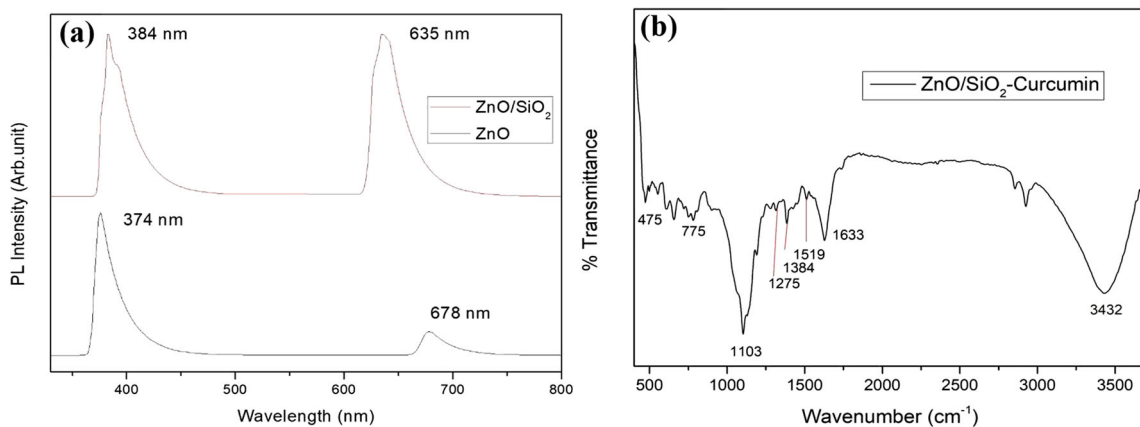 (a)
384 nm
635 nm
ZnO/SiO₂
ZnO
374 nm
678 nm
PL Intensity (Arb.unit)
400
500
600
700
800
Wavelength (nm)
(b)
ZnO/SiO₂-Curcumin
% Transmittance
475
775
1103
1275
1384
1519
1633
3432
500
1000
1500
2000
2500
3000
3500
Wavenumber (cm⁻¹)